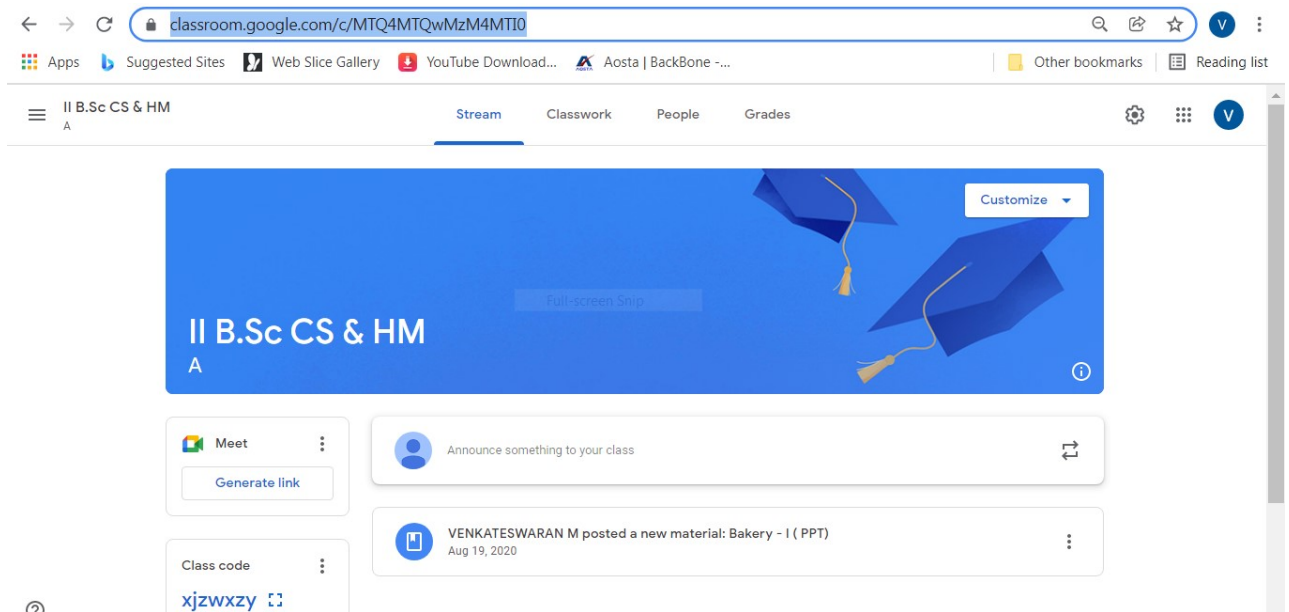 classroom.google.com/c/MTQ4MTQwMzM4MTI0
V
Apps
Suggested Sites
Web Slice Gallery
YouTube Download...
Aosta | BackBone -...
Other bookmarks
Reading list
II B.Sc CS & HM
A
Stream
Classwork
People
Grades
V
Customize
Full-screen Snip
II B.Sc CS & HM
A
Meet
Generate link
Announce something to your class
VENKATESWARAN M posted a new material: Bakery - I ( PPT)
Aug 19, 2020
Class code
xjzwxzy